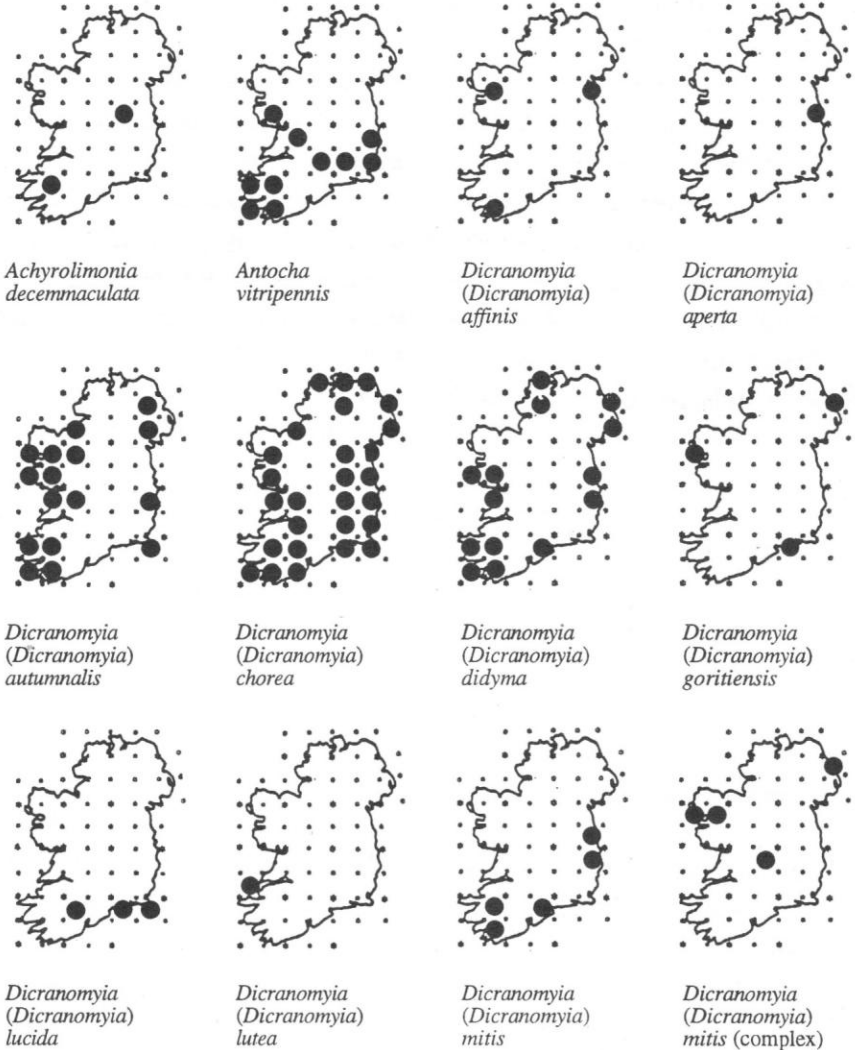 Achyrolimonia
decemmaculata
Antocha
vitripennis
Dicranomyia
(Dicranomyia)
affinis
Dicranomyia
(Dicranomyia)
aperta
Dicranomyia
(Dicranomyia)
autumnalis
Dicranomyia
(Dicranomyia)
chorea
Dicranomyia
(Dicranomyia)
didyma
Dicranomyia
(Dicranomyia)
goritiensis
Dicranomyia
(Dicranomyia)
lucida
Dicranomyia
(Dicranomyia)
lutea
Dicranomyia
(Dicranomyia)
mitis
Dicranomyia
(Dicranomyia)
mitis (complex)